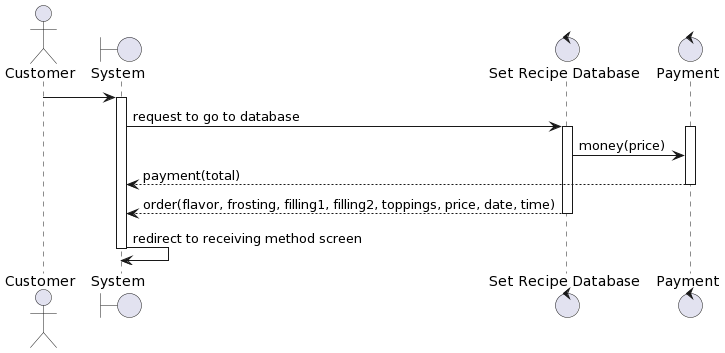 Customer System Set Recipe Database Payment
request to go to database
money(price)
payment(total)
order(flavor, frosting, filling1, filling2, toppings, price, date, time)
redirect to receiving method screen
Customer System Set Recipe Database Payment